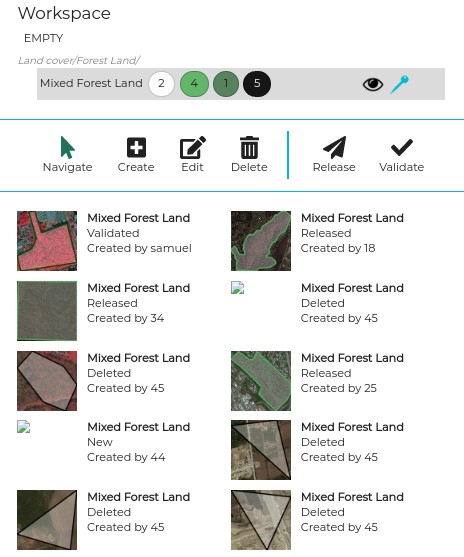 Workspace
EMPTY
Land cover/Forest Land/
Mixed Forest Land 2 4 1 5
Navigate Create Edit Delete Release Validate
Mixed Forest Land
Validated
Created by samuel
Mixed Forest Land
Released
Created by 18
Mixed Forest Land
Released
Created by 34
Mixed Forest Land
Deleted
Created by 45
Mixed Forest Land
Deleted
Created by 45
Mixed Forest Land
Released
Created by 25
Mixed Forest Land
New
Created by 44
Mixed Forest Land
Deleted
Created by 45
Mixed Forest Land
Deleted
Created by 45
Mixed Forest Land
Deleted
Created by 45